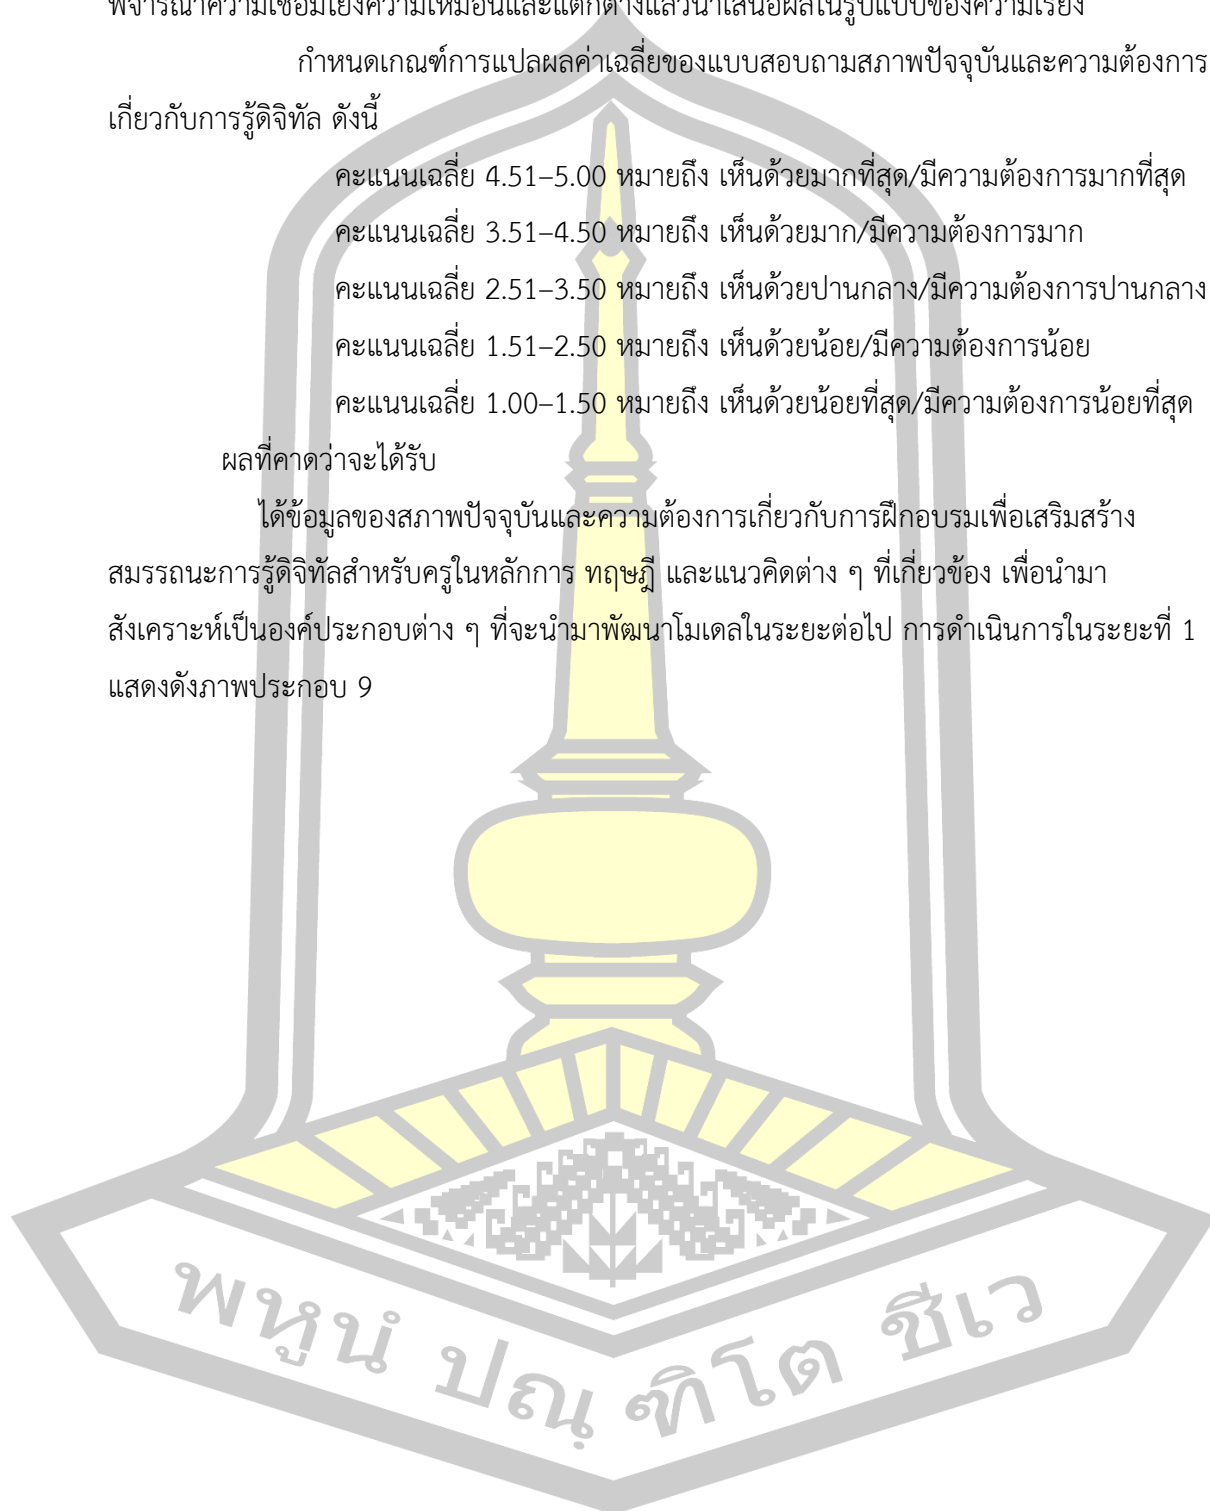 พิจารณาความเชื่อมโยงความเหมือนและแตกต่างแล้วนำเสนอผลในรูปแบบของความเรียง
กำหนดเกณฑ์การแปลผลค่าเฉลี่ยของแบบสอบถามสภาพปัจจุบันและความต้องการ
เกี่ยวกับการรู้ดิจิทัล ดังนี้
คะแนนเฉลี่ย 4.51–5.00 หมายถึง เห็นด้วยมากที่สุด/มีความต้องการมากที่สุด
คะแนนเฉลี่ย 3.51–4.50 หมายถึง เห็นด้วยมาก/มีความต้องการมาก
คะแนนเฉลี่ย 2.51–3.50 หมายถึง เห็นด้วยปานกลาง/มีความต้องการปานกลาง
คะแนนเฉลี่ย 1.51–2.50 หมายถึง เห็นด้วยน้อย/มีความต้องการน้อย
คะแนนเฉลี่ย 1.00–1.50 หมายถึง เห็นด้วยน้อยที่สุด/มีความต้องการน้อยที่สุด
ผลที่คาดว่าจะได้รับ
ได้ข้อมูลของสภาพปัจจุบันและความต้องการเกี่ยวกับการฝึกอบรมเพื่อเสริมสร้าง
สมรรถนะการรู้ดิจิทัลสำหรับครูในหลักการ ทฤษฎี และแนวคิดต่าง ๆ ที่เกี่ยวข้อง เพื่อนำมา
สังเคราะห์เป็นองค์ประกอบต่าง ๆ ที่จะนำมาพัฒนาโมเดลในระยะต่อไป การดำเนินการในระยะที่ 1
แสดงดังภาพประกอบ 9
พหูนํ ปณฺฑิโต ชีเว